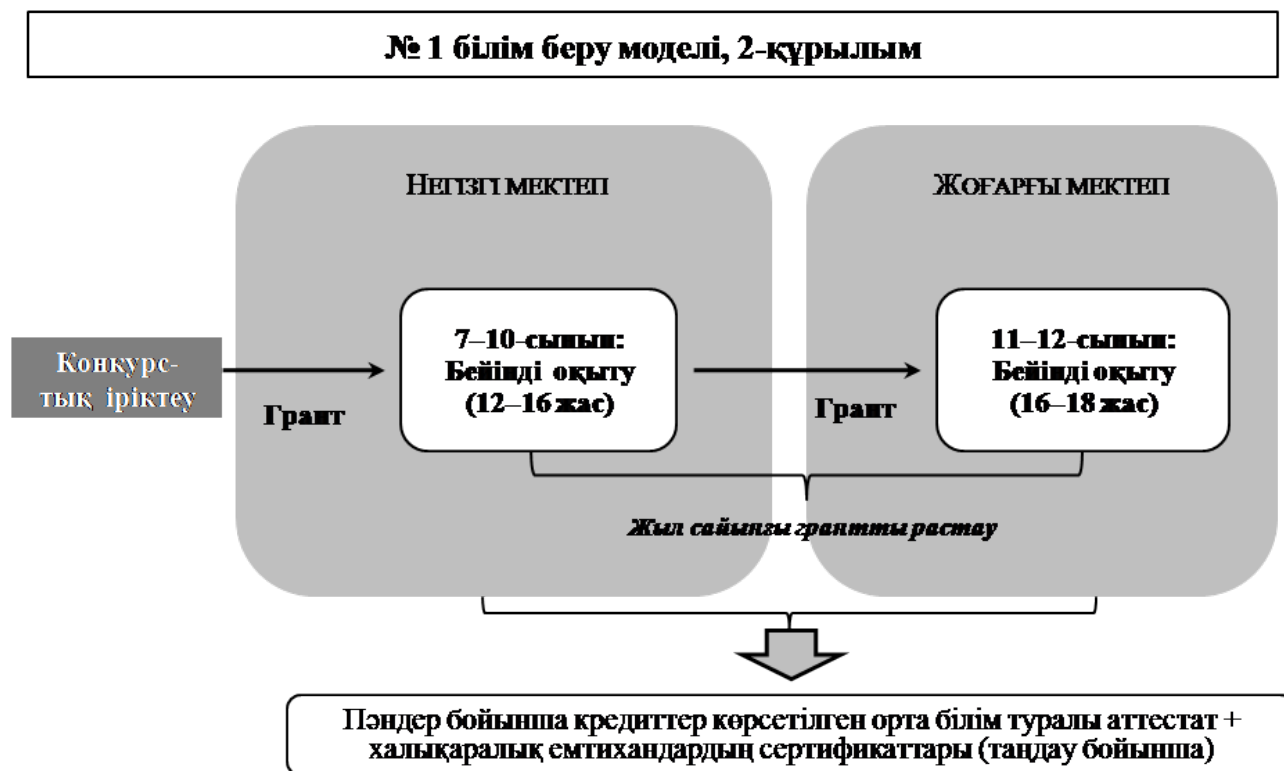 № 1 білім беру моделі, 2-құрылым
НЕГІЗГІ МЕКТЕП
ЖОҒАРҒЫ МЕКТЕП
Конкурс-
тық іріктеу
Грант
7–10-сынып:
Бейінді оқыту
(12–16 жас)
Грант
11–12-сынып:
Бейінді оқыту
(16–18 жас)
Жыл сайынғы грантты растау
Пәндер бойынша кредиттер көрсетілген орта білім туралы аттестат +
халықаралық емтихандардың сертификаттары (таңдау бойынша)